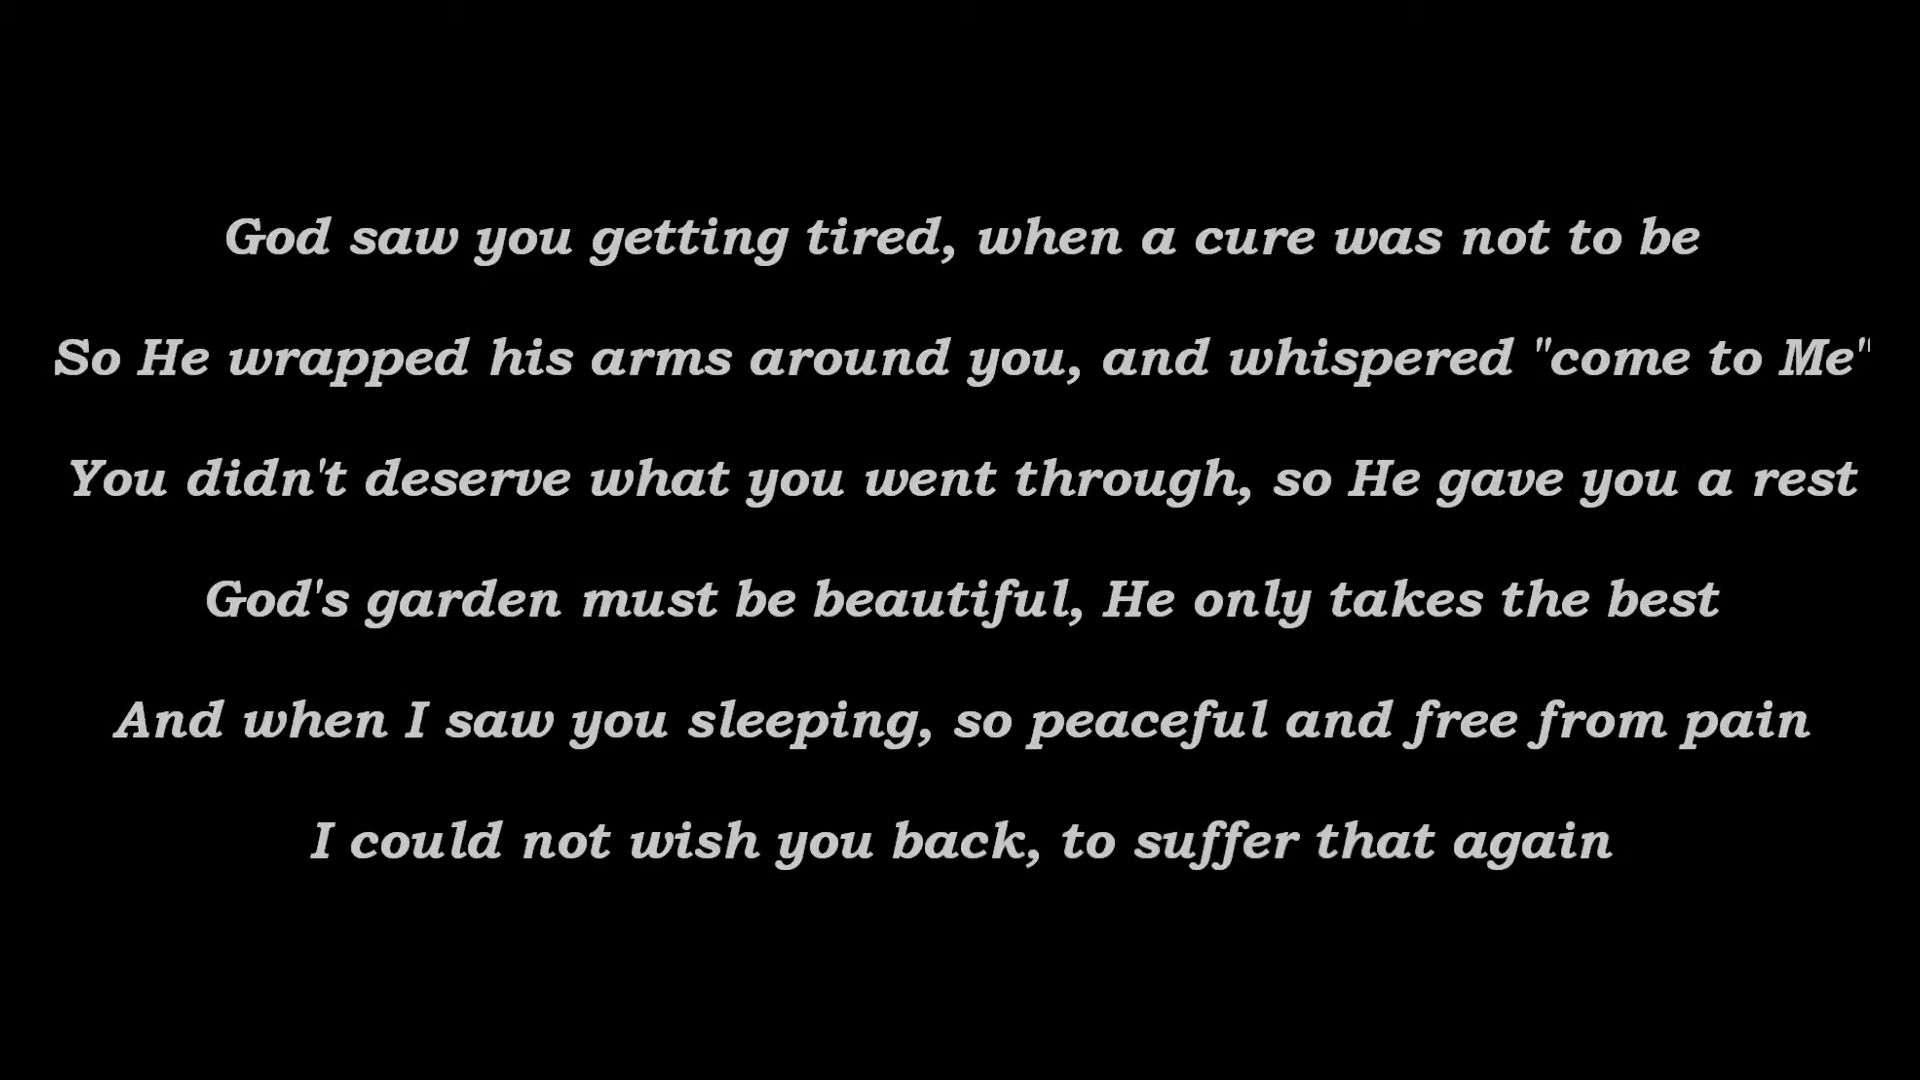 God saw you getting tired, when a cure was not to be
So He wrapped his arms around you, and whispered "come to Me"
You didn't deserve what you went through, so He gave you a rest
God's garden must be beautiful, He only takes the best
And when I saw you sleeping, so peaceful and free from pain
I could not wish you back, to suffer that again